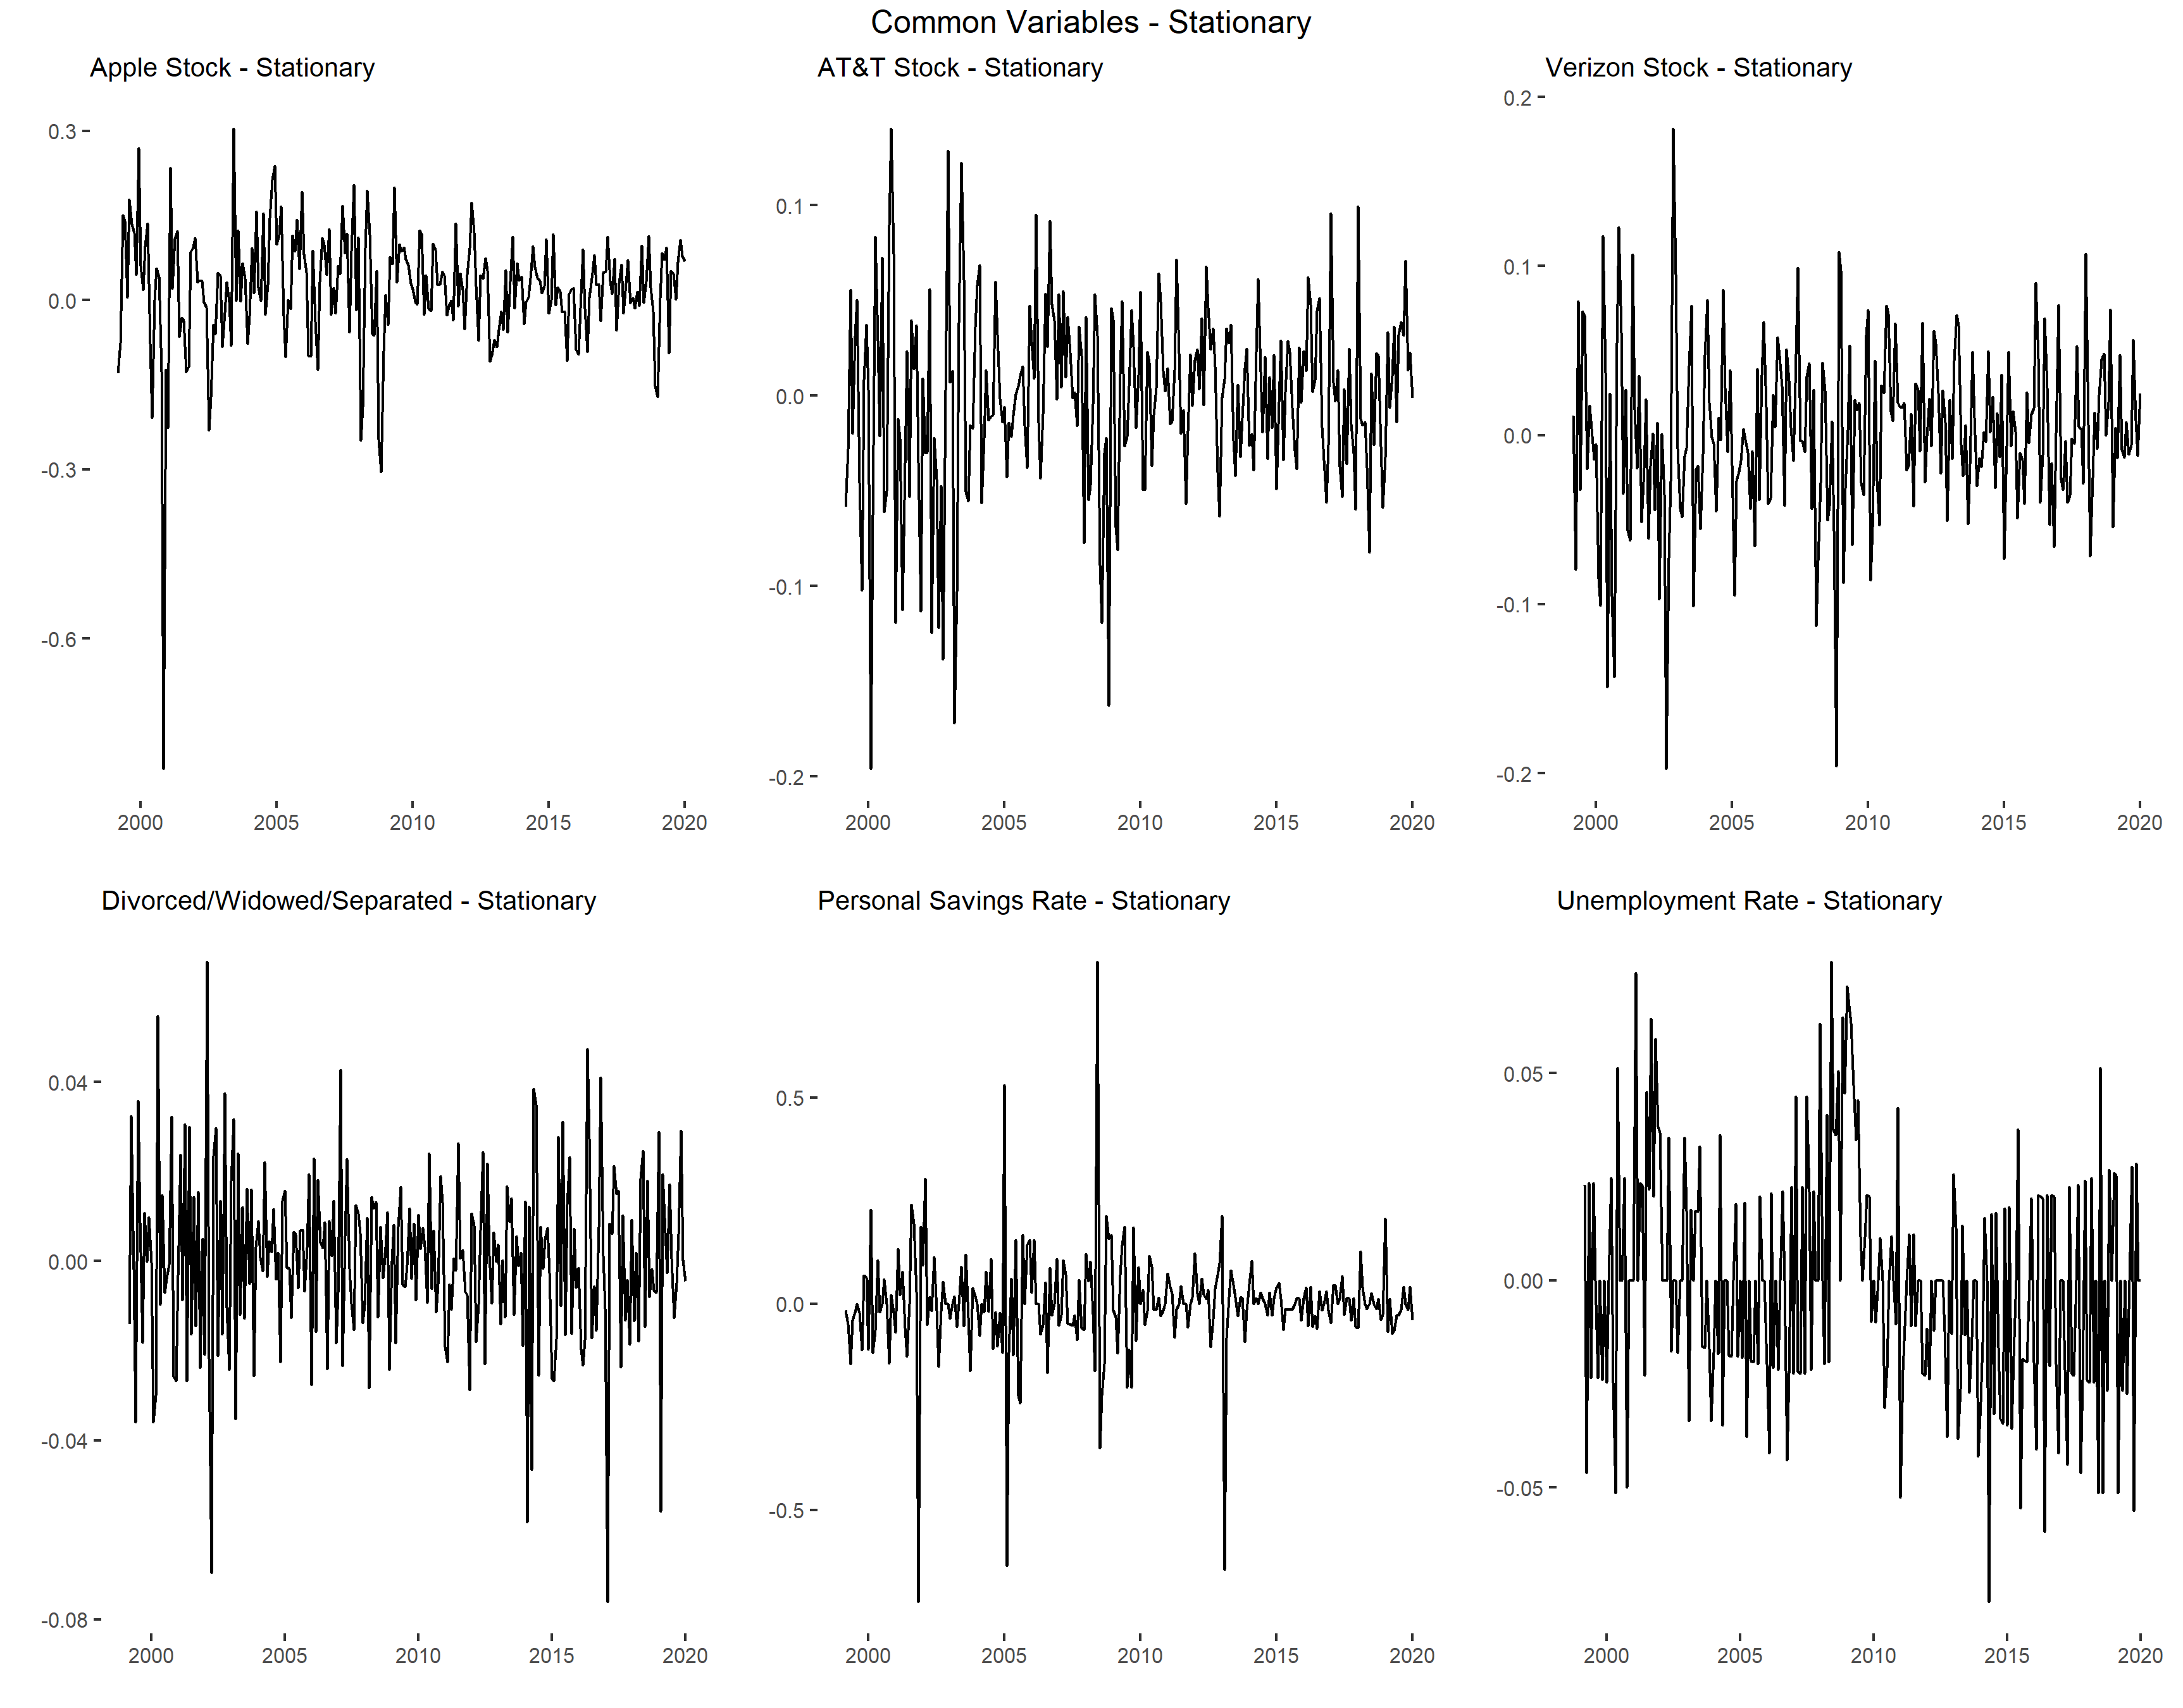 Common Variables - Stationary
Apple Stock - Stationary
0.3
0.0
-0.3
-0.6
2000 2005 2010 2015 2020
AT&T Stock - Stationary
0.1
0.0
-0.1
-0.2
2000 2005 2010 2015 2020
Verizon Stock - Stationary
0.2
0.1
0.0
-0.1
-0.2
2000 2005 2010 2015 2020
Divorced/Widowed/Separated - Stationary
0.04
0.00
-0.04
-0.08
2000 2005 2010 2015 2020
Personal Savings Rate - Stationary
0.5
0.0
-0.5
2000 2005 2010 2015 2020
Unemployment Rate - Stationary
0.05
0.00
-0.05
2000 2005 2010 2015 2020